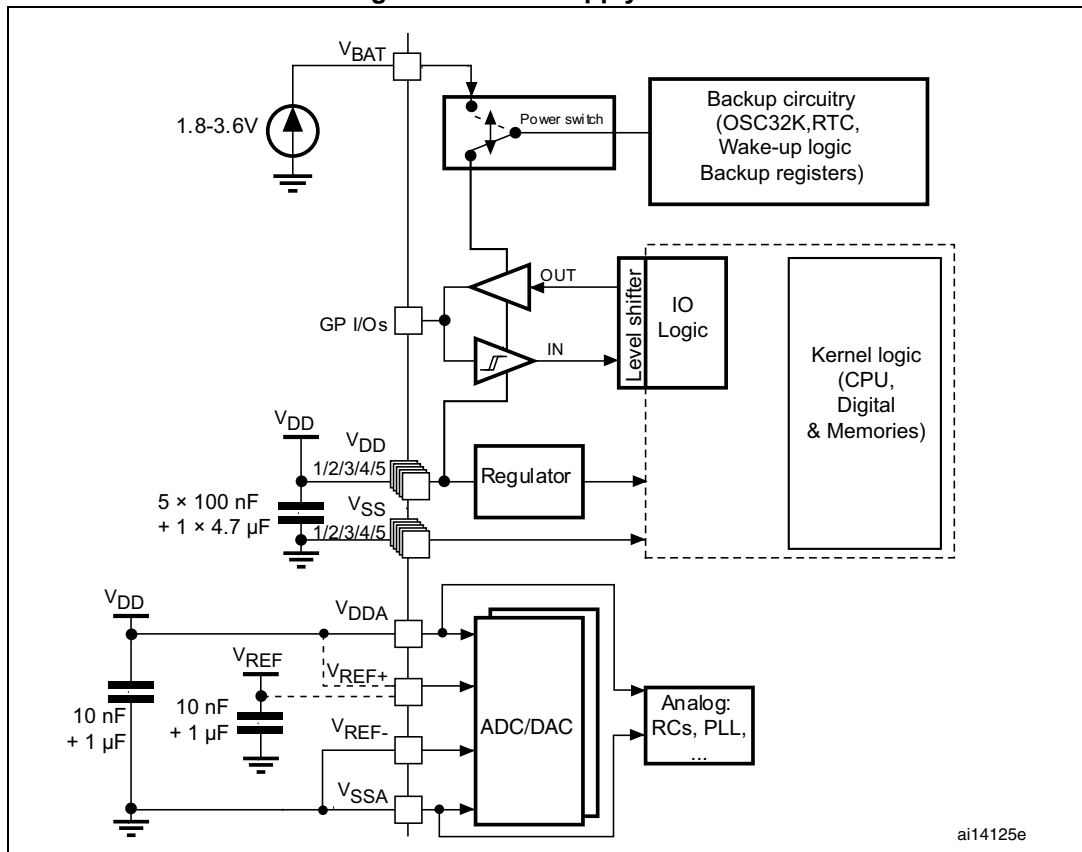 VBAT
1.8-3.6V
Power switch
Backup circuitry
(OSC32K,RTC,
Wake-up logic
Backup registers)
GP I/Os
OUT
IN
Level shifter
IO
Logic
Kernel logic
(CPU,
Digital
& Memories)
VDD
VDD
1/2/3/4/5
Regulator
5 × 100 nF
+ 1 × 4.7 µF
VSS
1/2/3/4/5
VDD
VDDA
VREF
VREF+
10 nF
+ 1 µF
10 nF
+ 1 µF
VREF-
ADC/DAC
Analog:
RCs, PLL,
...
VSSA
ai14125e